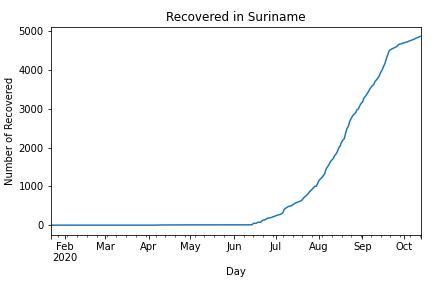 Recovered in Suriname
Number of Recovered
5000
4000
3000
2000
1000
0
Feb Mar Apr May Jun Jul Aug Sep Oct
2020
Day